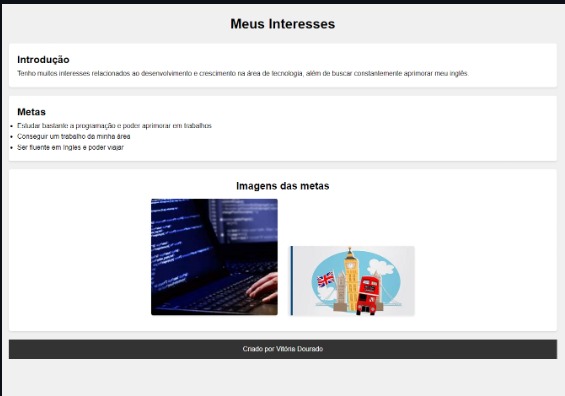 Meus Interesses
Introdução
Tenho muitos interesses relacionados ao desenvolvimento e crescimento na área de tecnologia, além de buscar constantemente aprimorar meu inglês.
Metas
Estudar bastante a programação e poder aprimorar em trabalhos
Conseguir um trabalho da minha área
Ser fluente em Ingles e poder viajar
Imagens das metas
Criado por Vitória Dourado